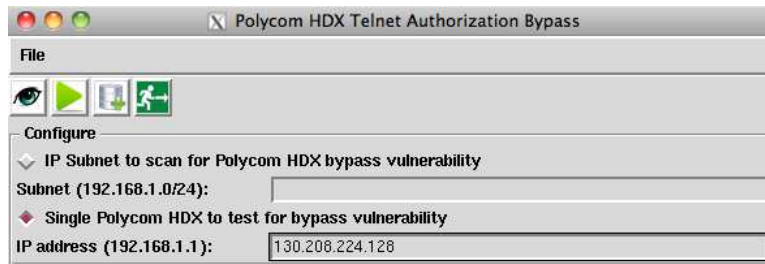 Polycom HDX Telnet Authorization Bypass
File
Configure
IP Subnet to scan for Polycom HDX bypass vulnerability
Subnet (192.168.1.0/24):
Single Polycom HDX to test for bypass vulnerability
IP address (192.168.1.1): 130.208.224.128